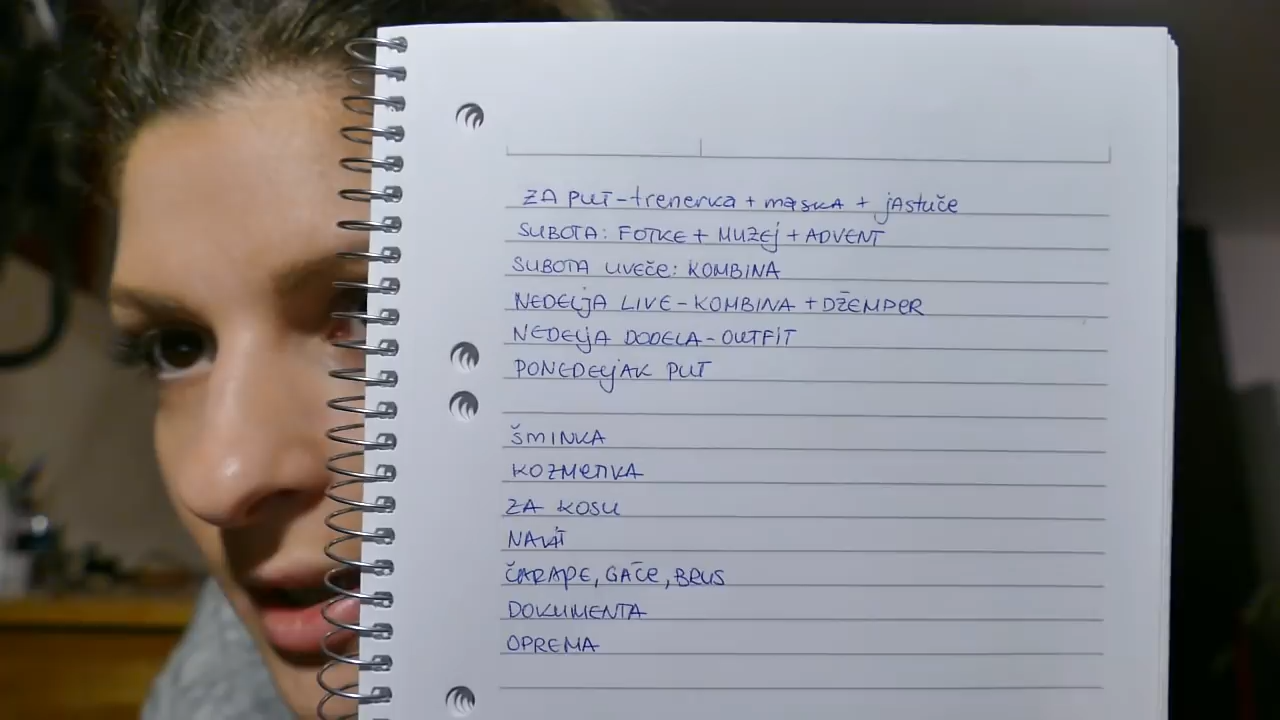 ZA PUT-trenerka + maska + jastuče
SUBOTA: FOTKE + MUZEj + ADVENT
SUBOTA uveče: KOMBINA
NEDELjA LIVE - KOMBINA + DŽEMPER
NEDELjA DODELA - OUTFIT
PONEDELjAK PUT
ŠMINKA
KOZMETIKA
ZA KOSU
NAKIT
ČARAPE, GAĆE, BRUS
DOKUMENTA
OPREMA